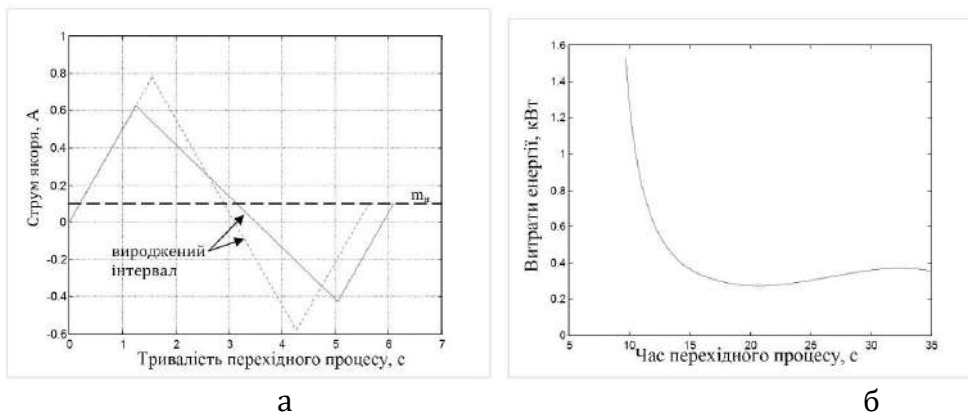 1
0.8
0.6
0.4
0.2
0
-0.2
-0.4
-0.6
Струм якоря, А
mн
вироджений
інтервал
0 1 2 3 4 5 6 7
Тривалість перехідного процесу, с
а
1.6
1.4
1.2
1
0.8
0.6
0.4
0.2
0
Витрати енергії, кВт
5 10 15 20 25 30 35
Час перехідного процесу, с
б